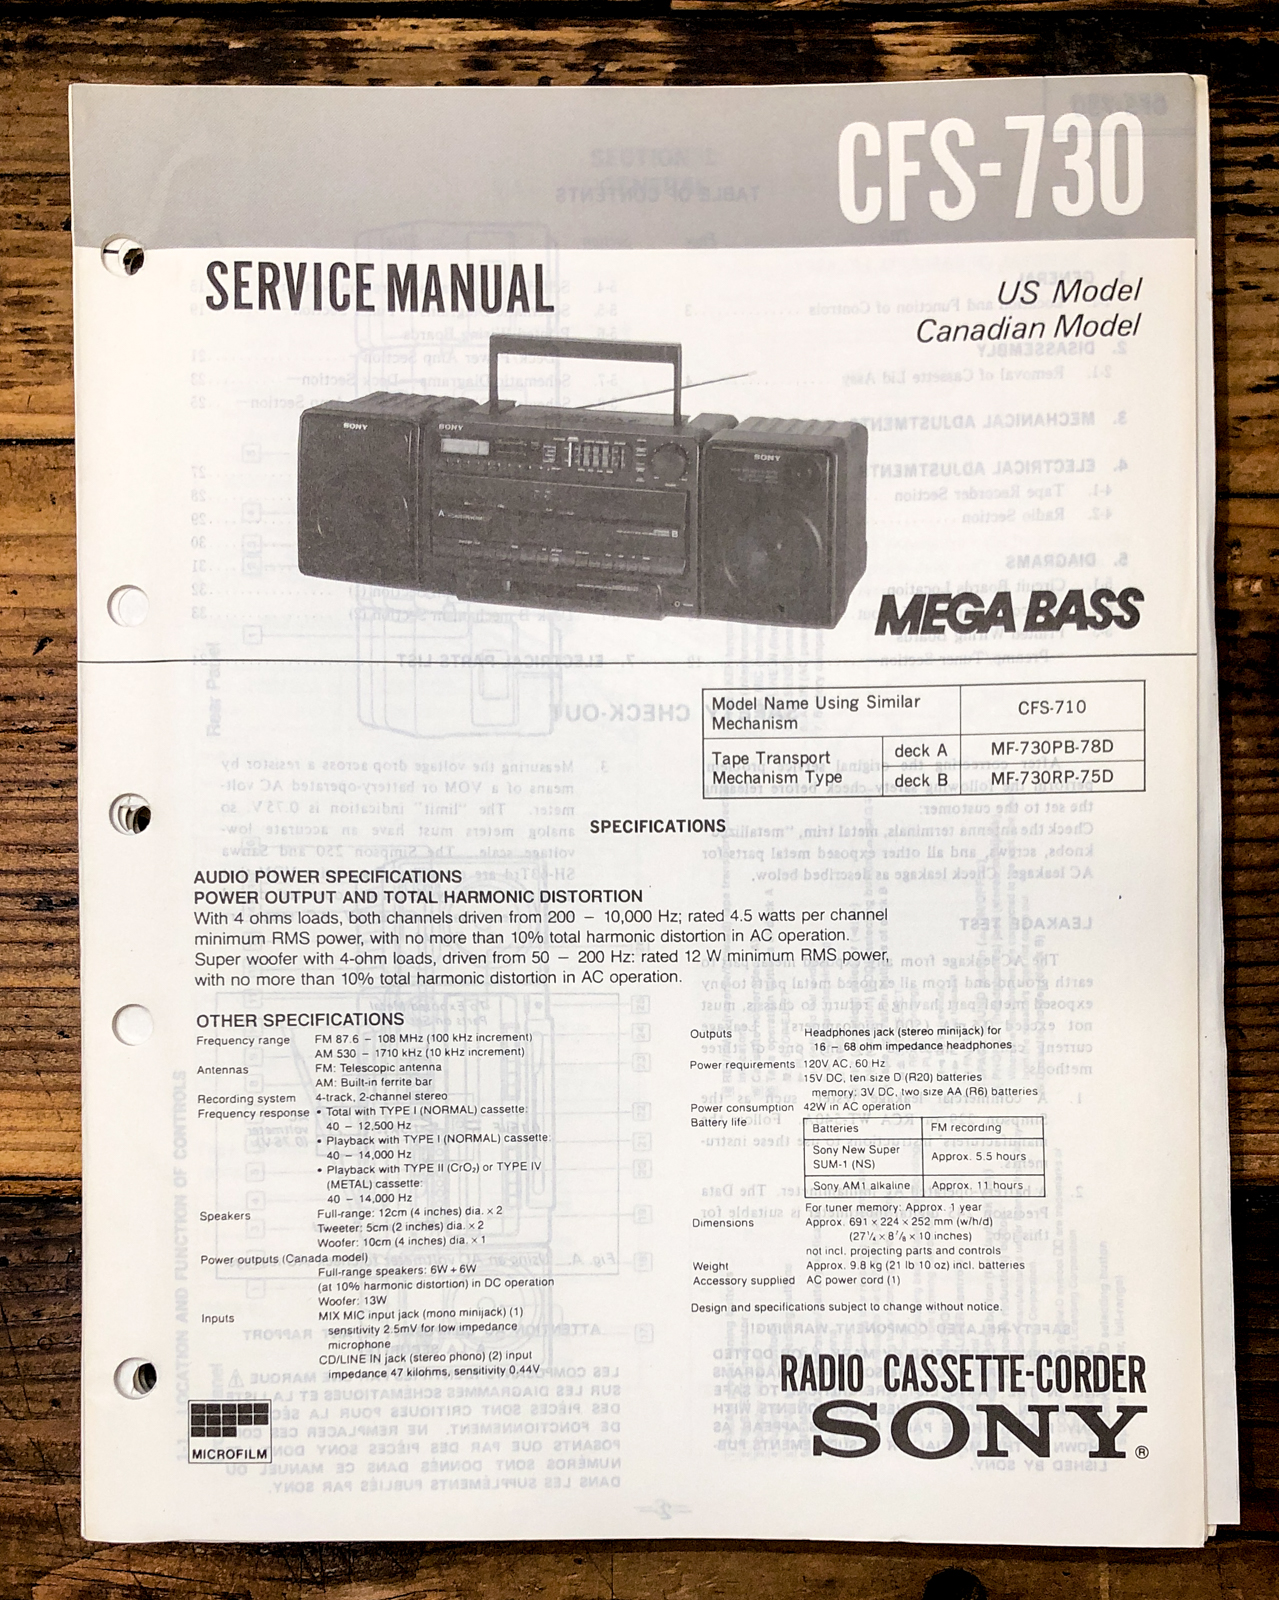 CFS-730
SERVICE MANUAL
US Model
Canadian Model
SONY
SONY
SONY
MEGA BASS
Model Name Using Similar Mechanism CFS-710
Tape Transport Mechanism Type deck A MF-730PB-78D
deck B MF-730RP-75D
SPECIFICATIONS
AUDIO POWER SPECIFICATIONS
POWER OUTPUT AND TOTAL HARMONIC DISTORTION
With 4 ohms loads, both channels driven from 200 – 10,000 Hz; rated 4.5 watts per channel
minimum RMS power, with no more than 10% total harmonic distortion in AC operation.
Super woofer with 4-ohm loads, driven from 50 – 200 Hz: rated 12 W minimum RMS power,
with no more than 10% total harmonic distortion in AC operation.
OTHER SPECIFICATIONS
Frequency range FM 87.6 – 108 MHz (100 kHz increment)
AM 530 – 1710 kHz (10 kHz increment)
Antennas FM: Telescopic antenna
AM: Built-in ferrite bar
Recording system 4-track, 2-channel stereo
Frequency response • Total with TYPE I (NORMAL) cassette:
40 – 12,500 Hz
• Playback with TYPE I (NORMAL) cassette:
40 – 14,000 Hz
• Playback with TYPE II (CrO₂) or TYPE IV
(METAL) cassette:
40 – 14,000 Hz
Speakers Full-range: 12cm (4 inches) dia. × 2
Tweeter: 5cm (2 inches) dia. × 2
Woofer: 10cm (4 inches) dia. × 1
Power outputs (Canada model)
Full-range speakers: 6W + 6W
(at 10% harmonic distortion) in DC operation
Woofer: 13W
Inputs MIX MIC input jack (mono minijack) (1)
sensitivity 2.5mV for low impedance
microphone
CD/LINE IN jack (stereo phono) (2) input
impedance 47 kilohms, sensitivity 0.44V
Outputs Headphones jack (stereo minijack) for
16 – 68 ohm impedance headphones
Power requirements 120V AC, 60 Hz
15V DC, ten size D (R20) batteries
memory: 3V DC, two size AA (R6) batteries
Power consumption 42W in AC operation
Battery life
Batteries FM recording
Sony New Super SUM-1 (NS) Approx. 5.5 hours
Sony AM1 alkaline Approx. 11 hours
For tuner memory: Approx. 1 year
Dimensions Approx. 691 × 224 × 252 mm (w/h/d)
(27¼ × 8⅞ × 10 inches)
not incl. projecting parts and controls
Weight Approx. 9.8 kg (21 lb 10 oz) incl. batteries
Accessory supplied AC power cord (1)
Design and specifications subject to change without notice.
MICROFILM
RADIO CASSETTE-CORDER
SONY®